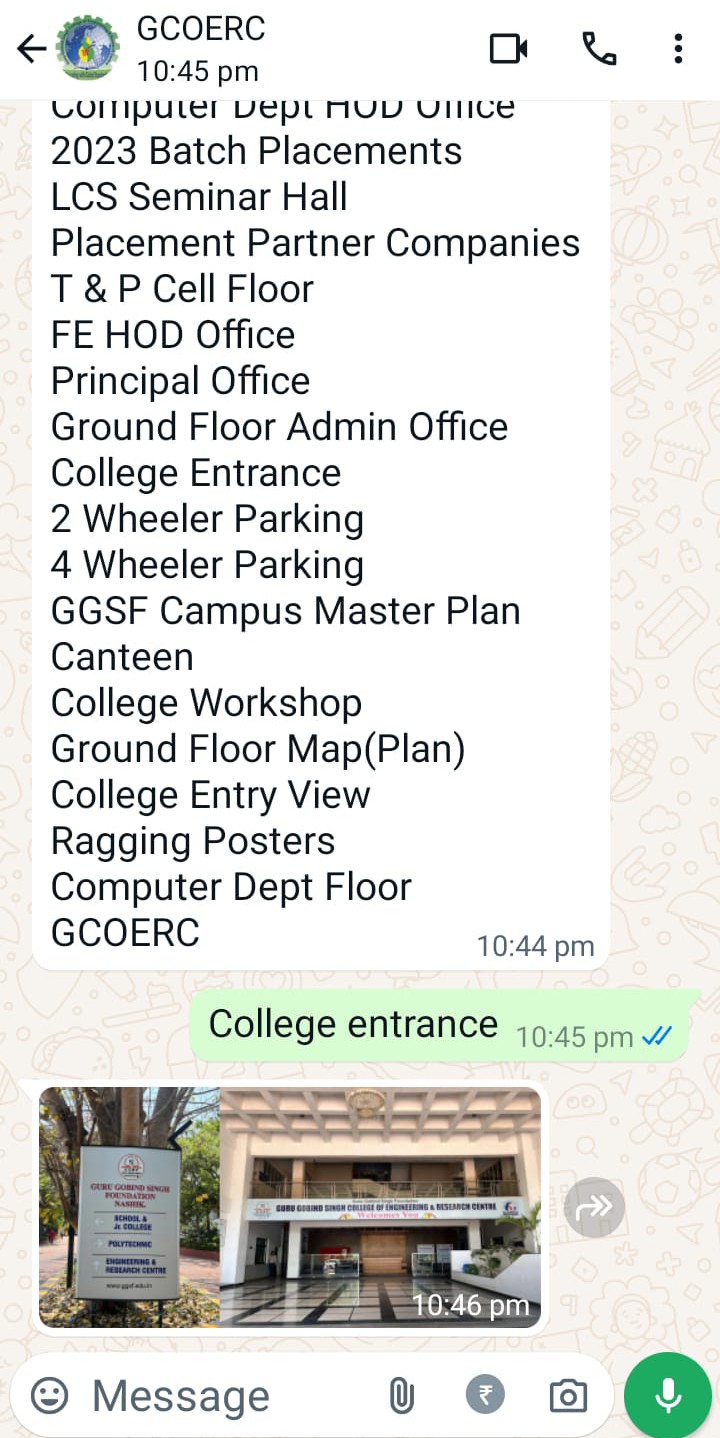 GCOERC
10:45 pm
Computer Dept HOD Office
2023 Batch Placements
LCS Seminar Hall
Placement Partner Companies
T & P Cell Floor
FE HOD Office
Principal Office
Ground Floor Admin Office
College Entrance
2 Wheeler Parking
4 Wheeler Parking
GGSF Campus Master Plan
Canteen
College Workshop
Ground Floor Map(Plan)
College Entry View
Ragging Posters
Computer Dept Floor
GCOERC
10:44 pm
College entrance 10:45 pm
GURU GOBIND SINGH
FOUNDATION
NASHIK.
SCHOOL &
Jr. COLLEGE
POLYTECHNIC
ENGINEERING &
RESEARCH CENTRE
www.ggsf.edu.in
Guru Gobind Singh Foundation
GURU GOBIND SINGH COLLEGE OF ENGINEERING & RESEARCH CENTRE
Welcomes You
10:46 pm
Message